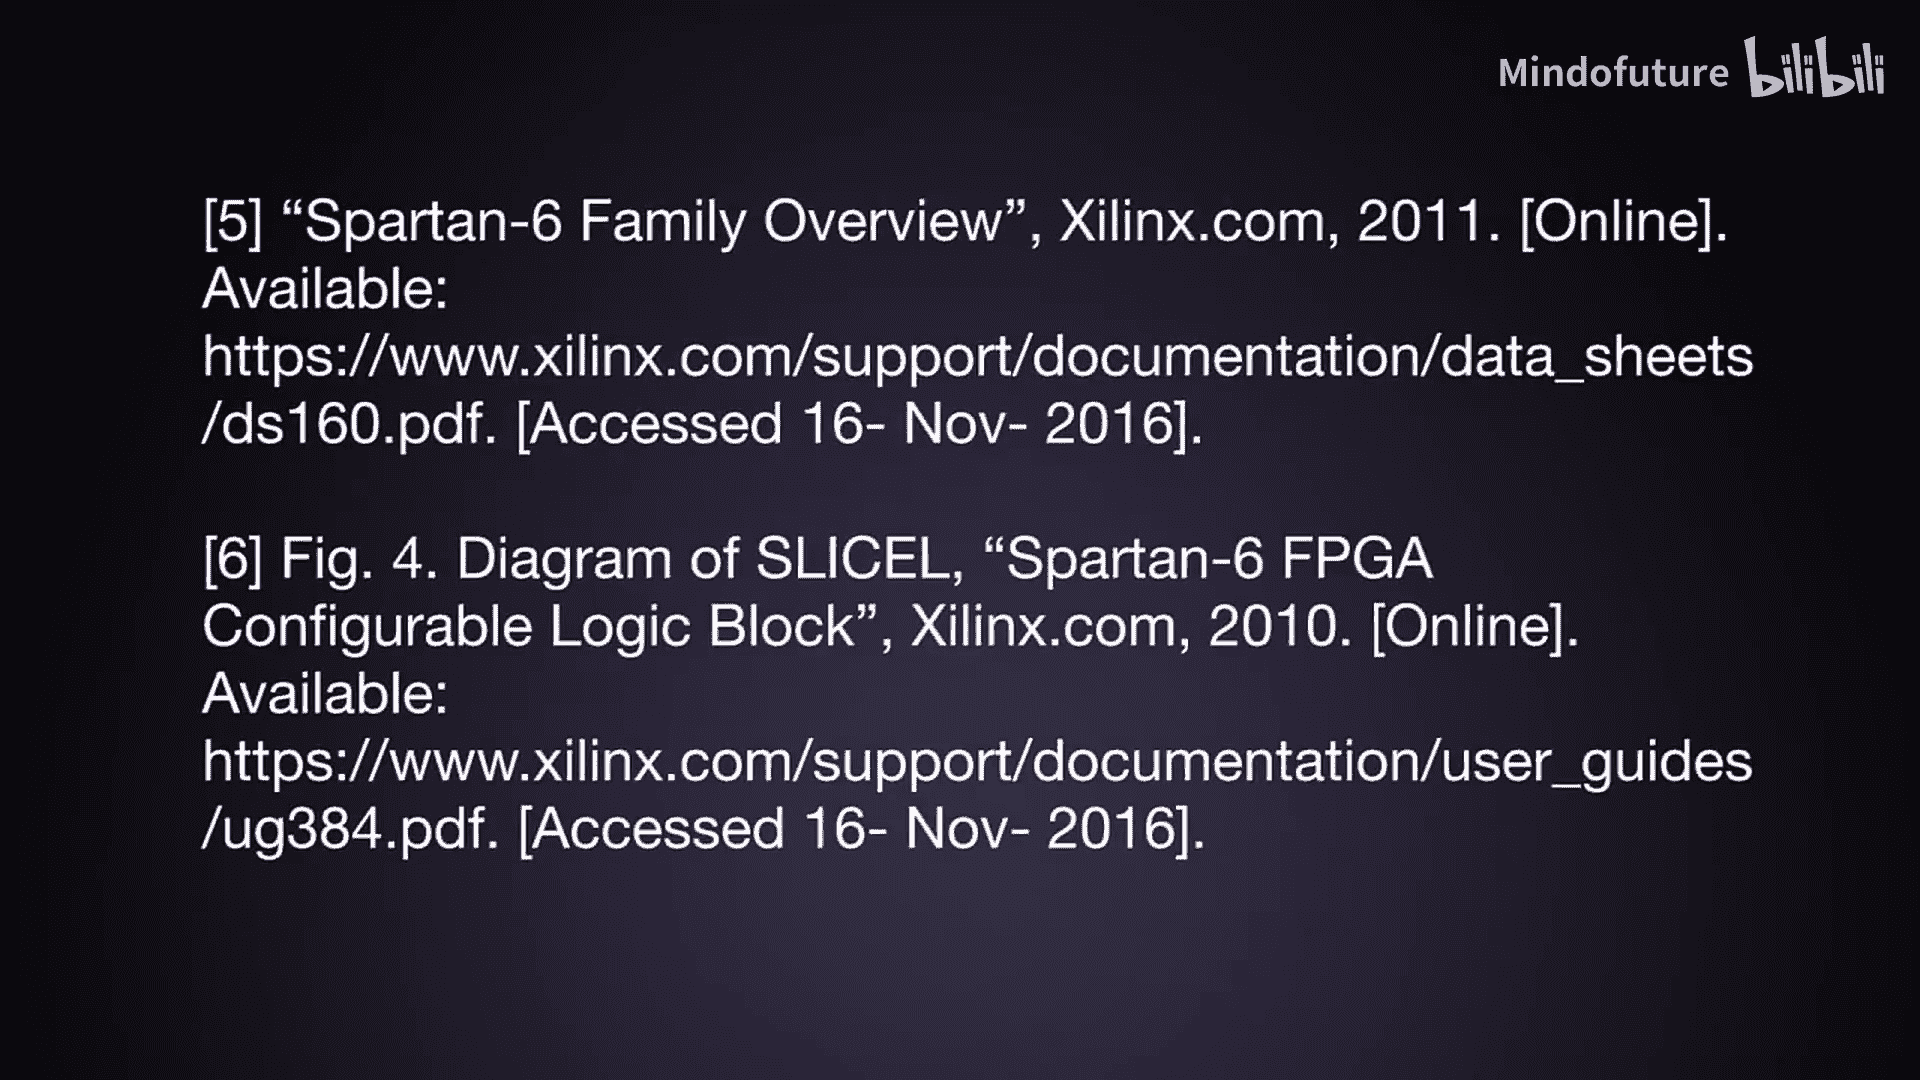 Mindofuture bilibili
[5] “Spartan-6 Family Overview”, Xilinx.com, 2011. [Online].
Available:
https://www.xilinx.com/support/documentation/data_sheets
/ds160.pdf. [Accessed 16- Nov- 2016].
[6] Fig. 4. Diagram of SLICEL, “Spartan-6 FPGA
Configurable Logic Block”, Xilinx.com, 2010. [Online].
Available:
https://www.xilinx.com/support/documentation/user_guides
/ug384.pdf. [Accessed 16- Nov- 2016].